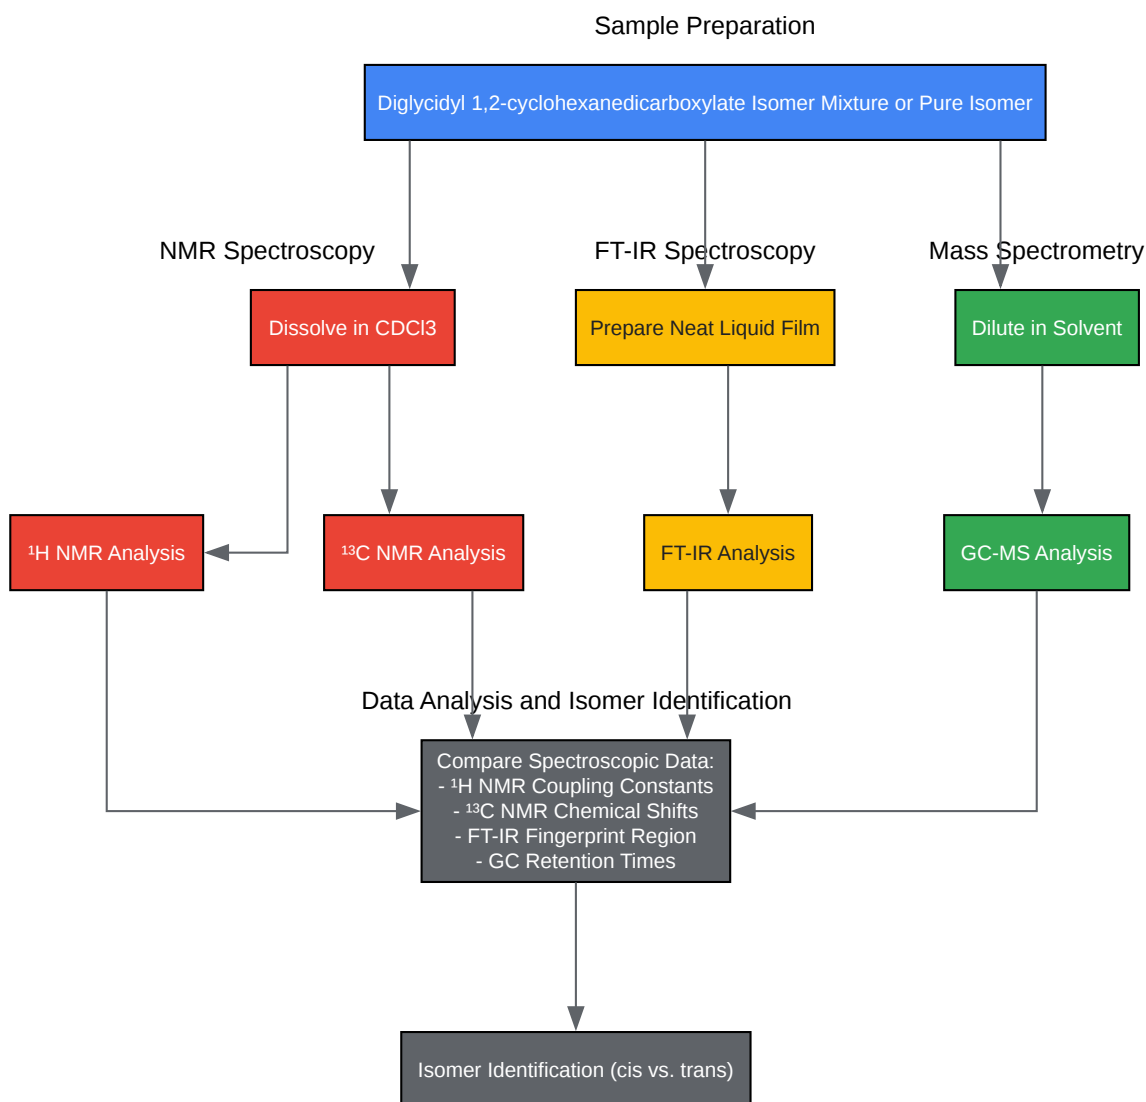 Sample Preparation
Diglycidyl 1,2-cyclohexanedicarboxylate Isomer Mixture or Pure Isomer
NMR Spectroscopy
FT-IR Spectroscopy
Mass Spectrometry
Dissolve in CDCl3
Prepare Neat Liquid Film
Dilute in Solvent
¹H NMR Analysis
¹³C NMR Analysis
FT-IR Analysis
GC-MS Analysis
Data Analysis and Isomer Identification
Compare Spectroscopic Data:
- ¹H NMR Coupling Constants
- ¹³C NMR Chemical Shifts
- FT-IR Fingerprint Region
- GC Retention Times
Isomer Identification (cis vs. trans)